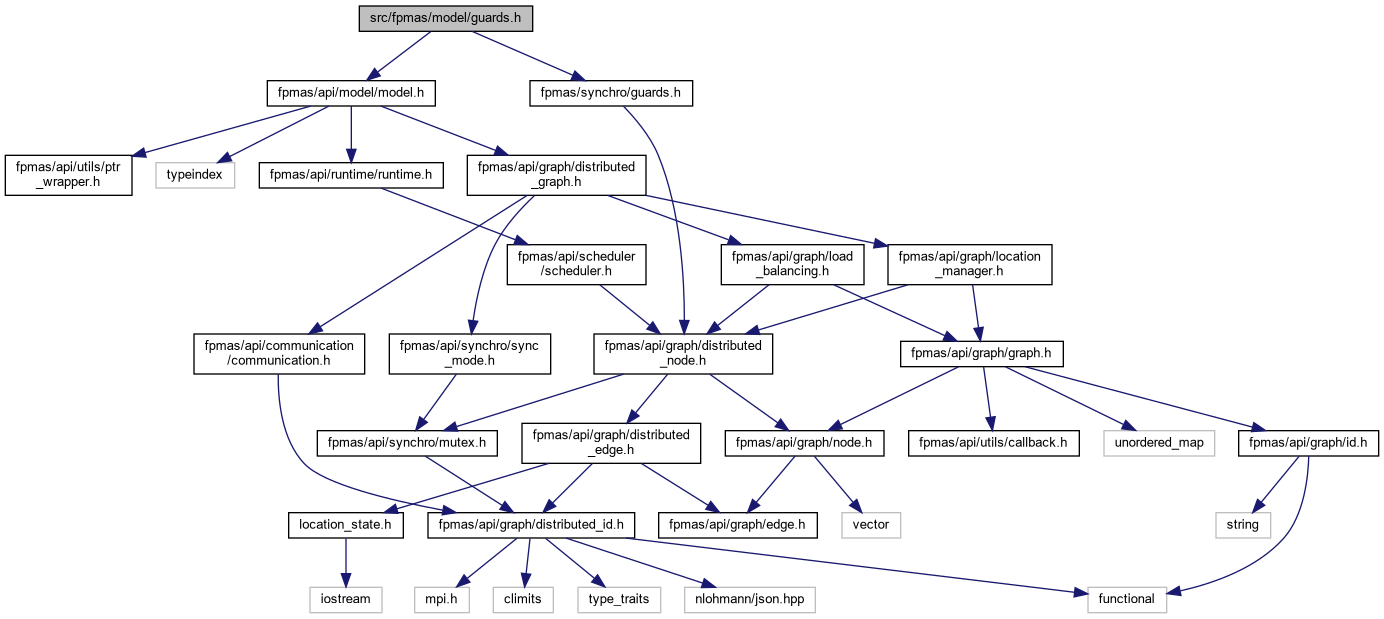 src/fpmas/model/guards.h
fpmas/api/model/model.h
fpmas/synchro/guards.h
fpmas/api/utils/ptr
_wrapper.h
typeindex
fpmas/api/runtime/runtime.h
fpmas/api/graph/distributed
_graph.h
fpmas/api/scheduler
/scheduler.h
fpmas/api/graph/load
_balancing.h
fpmas/api/graph/location
_manager.h
fpmas/api/communication
/communication.h
fpmas/api/synchro/sync
_mode.h
fpmas/api/graph/distributed
_node.h
fpmas/api/graph/graph.h
fpmas/api/synchro/mutex.h
fpmas/api/graph/distributed
_edge.h
fpmas/api/graph/node.h
fpmas/api/utils/callback.h
unordered_map
fpmas/api/graph/id.h
location_state.h
fpmas/api/graph/distributed_id.h
fpmas/api/graph/edge.h
vector
string
iostream
mpi.h
climits
type_traits
nlohmann/json.hpp
functional